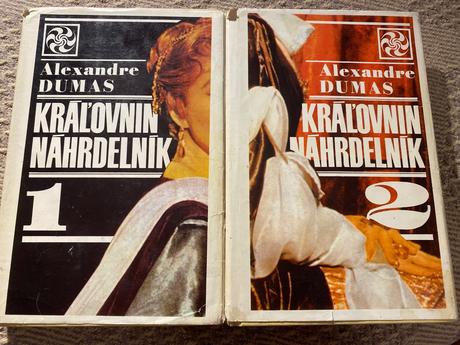 Alexandre
DUMAS
KRÁĽOVNIN
NÁHRDELNÍK
1
Alexandre
DUMAS
KRÁĽOVNIN
NÁHRDELNÍK
2